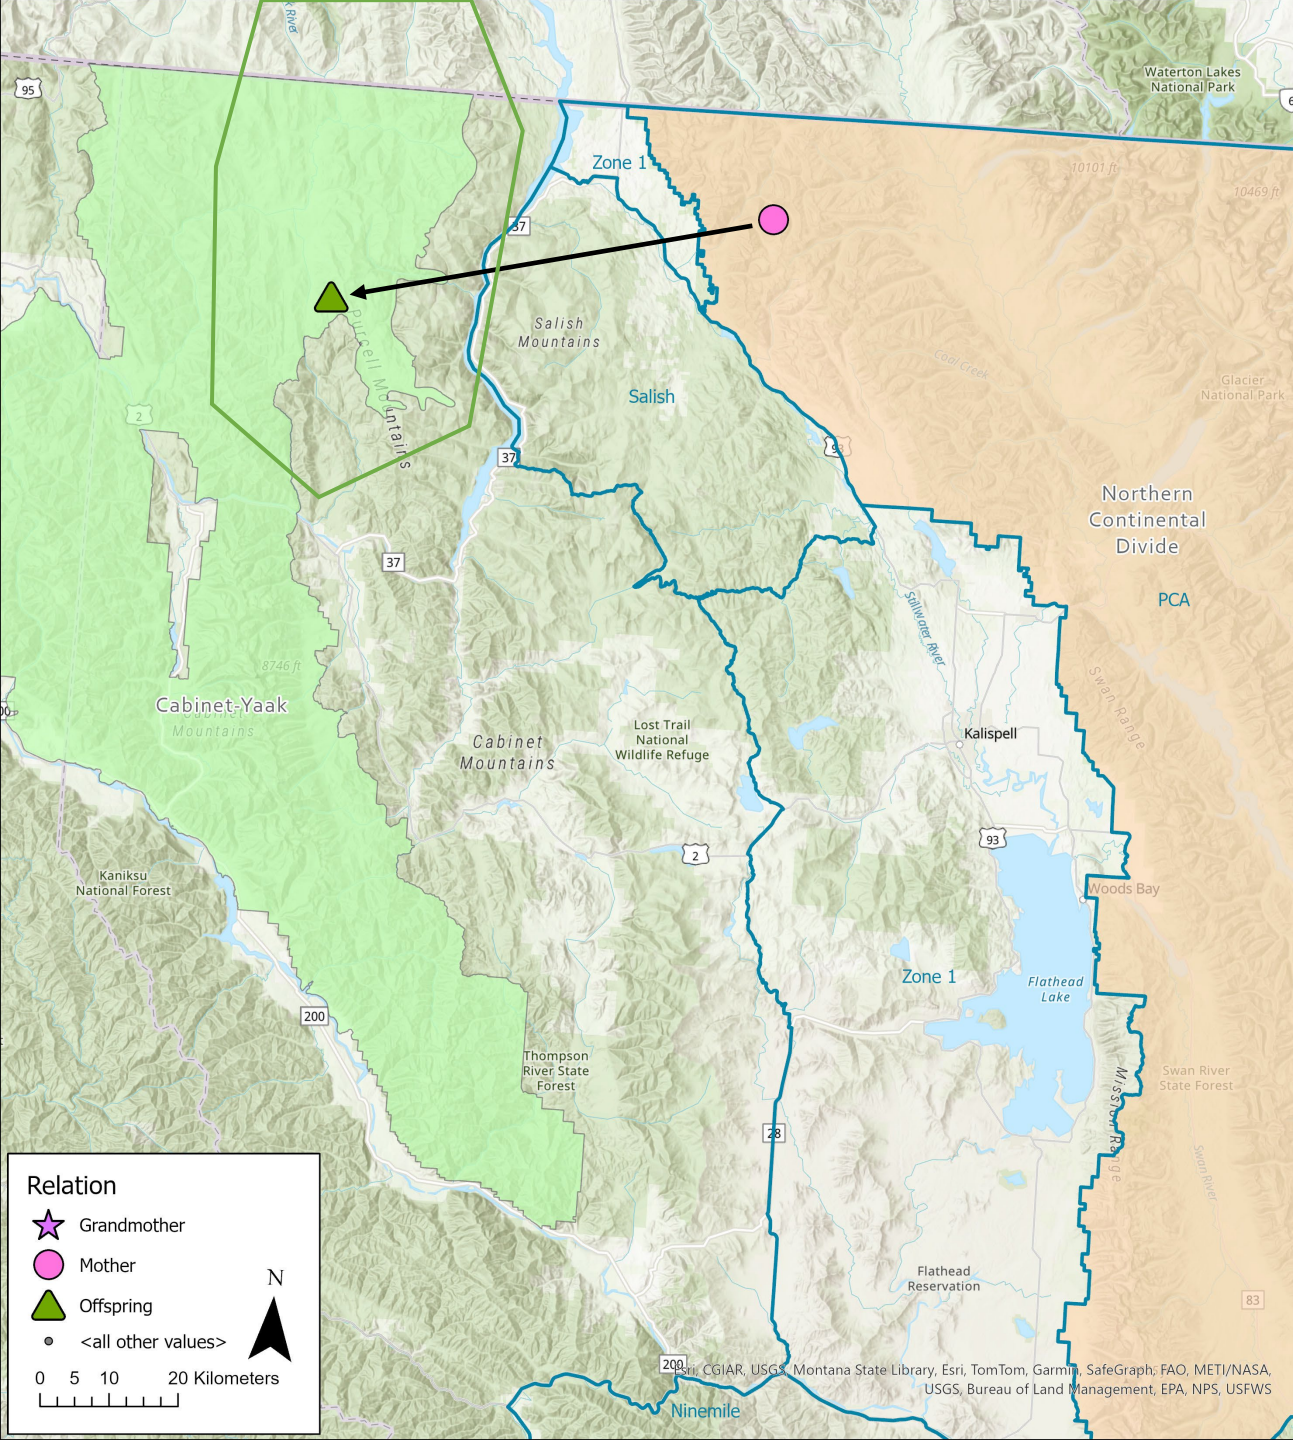 k River
95
Waterton Lakes
National Park
6
Zone 1
10101 ft
10469 ft
37
Purcell Mountains
Salish
Mountains
Coal Creek
Glacier
National Park
Salish
2
93
37
Northern
Continental
Divide
37
PCA
Stillwater River
8746 ft
Swan Range
Cabinet-Yaak
Cabinet
Mountains
Lost Trail
National
Wildlife Refuge
Kalispell
Cabinet
Mountains
2
93
Kaniksu
National Forest
Woods Bay
Zone 1
Flathead
Lake
200
Thompson
River State
Forest
Swan River
State Forest
Mission Range
28
Swan River
Relation
Grandmother
Mother
Offspring
<all other values>
N
0 5 10 20 Kilometers
Flathead
Reservation
83
200
Esri, CGIAR, USGS, Montana State Library, Esri, TomTom, Garmin, SafeGraph, FAO, METI/NASA,
USGS, Bureau of Land Management, EPA, NPS, USFWS
Ninemile